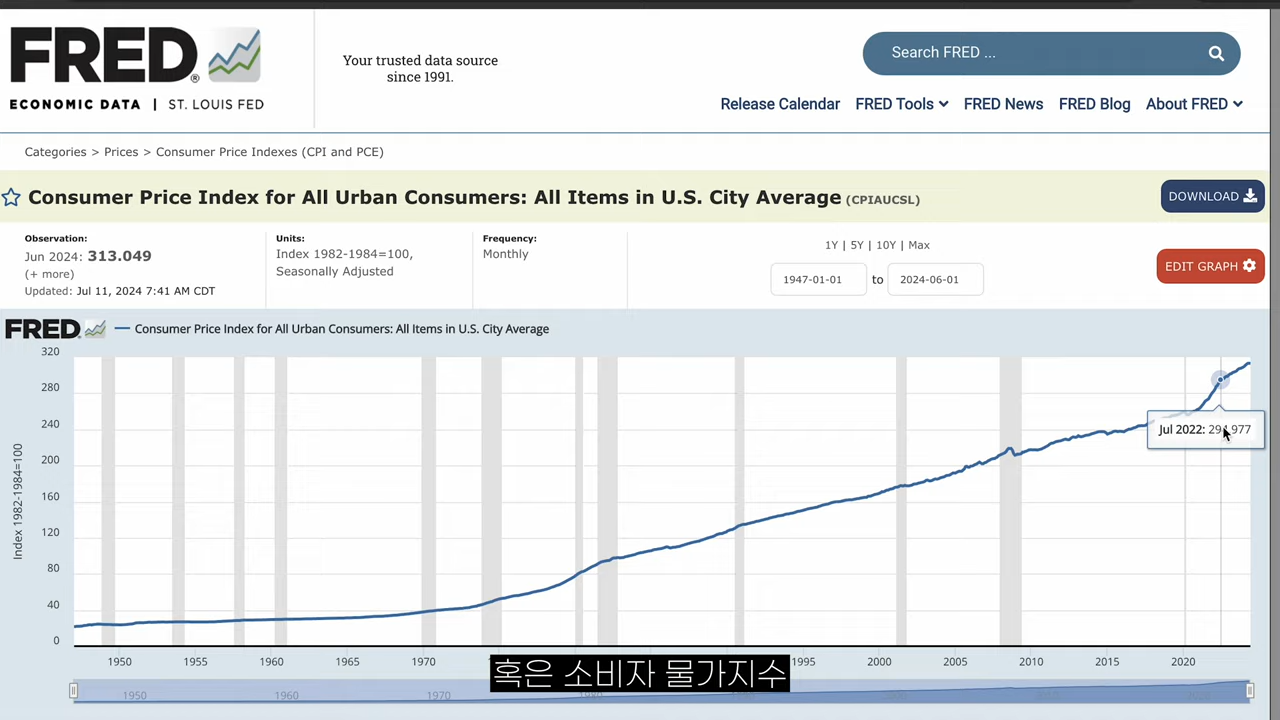 FRED®
ECONOMIC DATA | ST. LOUIS FED
Your trusted data source
since 1991.
Search FRED ...
Release Calendar FRED Tools FRED News FRED Blog About FRED
Categories > Prices > Consumer Price Indexes (CPI and PCE)
Consumer Price Index for All Urban Consumers: All Items in U.S. City Average (CPIAUCSL)
DOWNLOAD
Observation:
Jun 2024: 313.049
(+ more)
Updated: Jul 11, 2024 7:41 AM CDT
Units:
Index 1982-1984=100,
Seasonally Adjusted
Frequency:
Monthly
1Y | 5Y | 10Y | Max
1947-01-01 to 2024-06-01
EDIT GRAPH
FRED Consumer Price Index for All Urban Consumers: All Items in U.S. City Average
320
280
240
200
160
120
80
40
0
Index 1982-1984=100
Jul 2022:
1950 1955 1960 1965 1970 1995 2000 2005 2010 2015 2020
혹은 소비자 물가지수
1950 1960 1970 1980